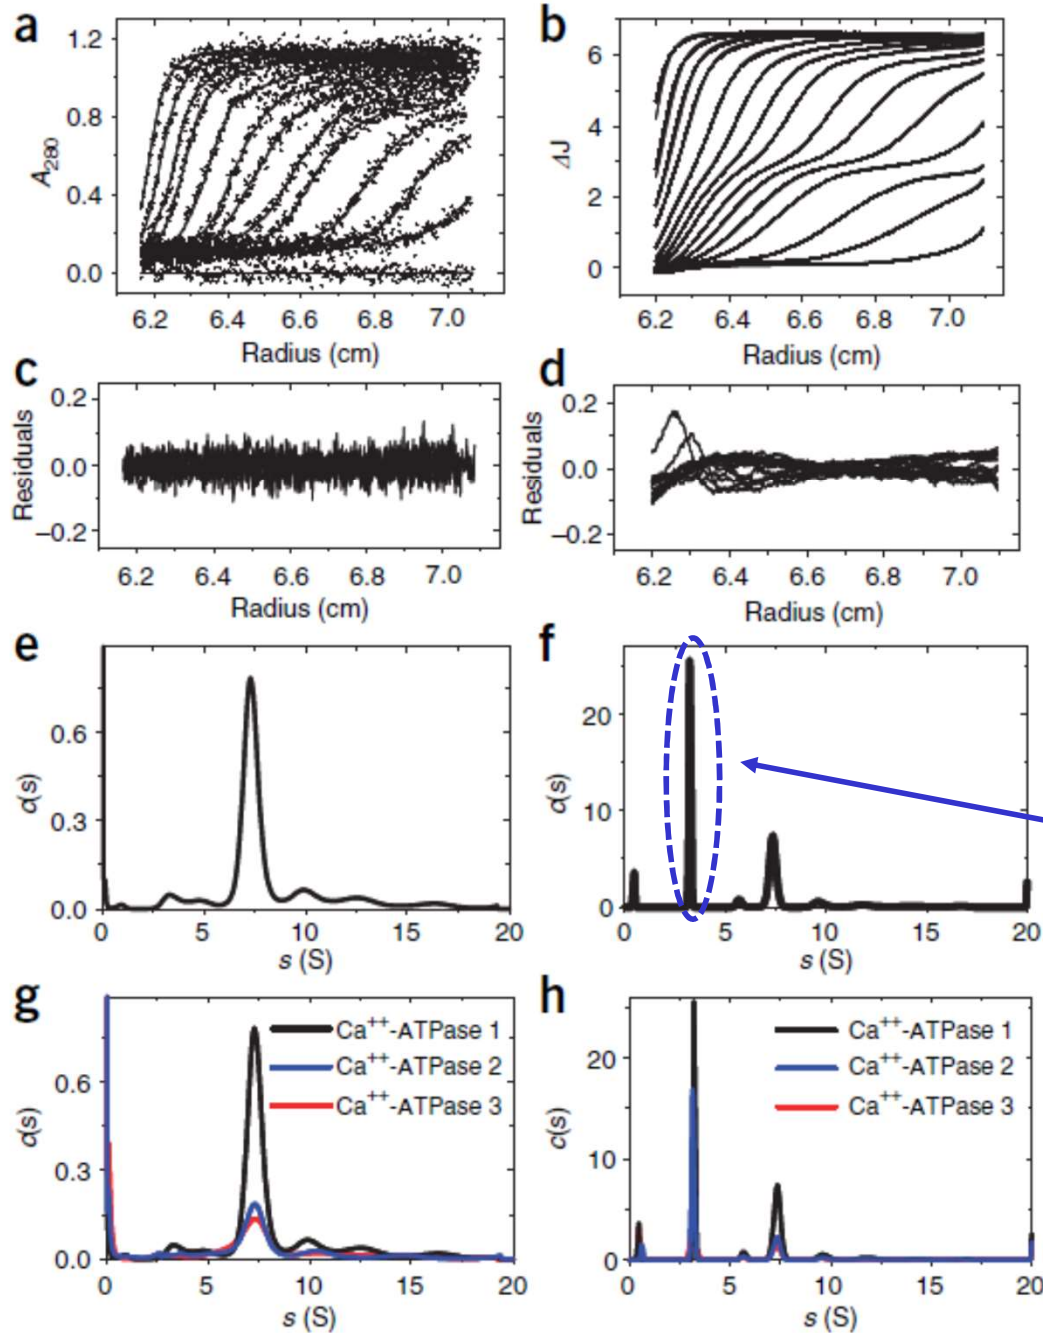 a
1.2
0.8
0.4
0.0
A280
6.2 6.4 6.6 6.8 7.0
Radius (cm)
b
6
4
2
0
ΔJ
6.2 6.4 6.6 6.8 7.0
Radius (cm)
c
0.2
0.0
−0.2
Residuals
6.2 6.4 6.6 6.8 7.0
Radius (cm)
d
0.2
0.0
−0.2
Residuals
6.2 6.4 6.6 6.8 7.0
Radius (cm)
e
0.6
0.3
0.0
c(s)
0 5 10 15 20
s (S)
f
20
10
0
c(s)
0 5 10 15 20
s (S)
g
Ca++-ATPase 1
Ca++-ATPase 2
Ca++-ATPase 3
0.6
0.3
0.0
c(s)
0 5 10 15 20
s (S)
h
Ca++-ATPase 1
Ca++-ATPase 2
Ca++-ATPase 3
20
10
0
c(s)
0 5 10 15 20
s (S)